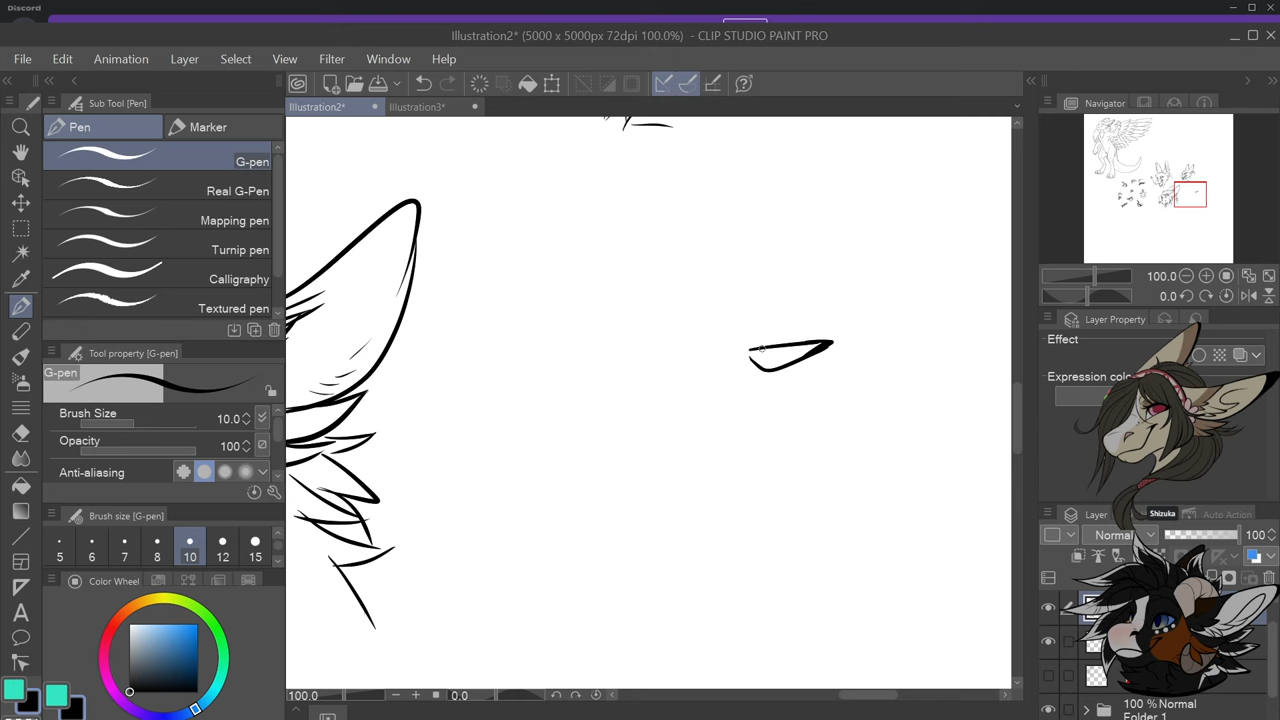 Discord
Illustration2* (5000 x 5000px 72dpi 100.0%) - CLIP STUDIO PAINT PRO
File Edit Animation Layer Select View Filter Window Help
Sub Tool [Pen]
Illustration2* Illustration3*
Navigator
Pen Marker
G-pen
Real G-Pen
Mapping pen
Turnip pen
Calligraphy
Textured pen
100.0
0.0
Layer Property
Effect
Expression colo
Tool property [G-pen]
G-pen
Brush Size 10.0
Opacity 100
Anti-aliasing
Brush size [G-pen]
5 6 7 8 10 12 15
Color Wheel
Layer Shizuka Auto Action
Normal 100
100 % Normal
Folder 1
100.0 0.0